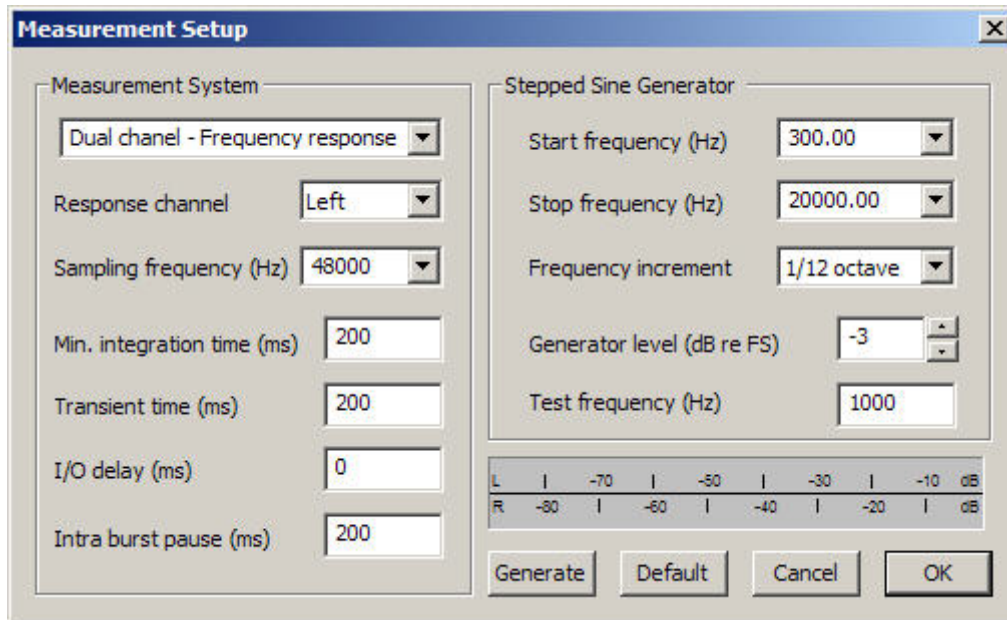 Measurement Setup
Measurement System
Dual chanel - Frequency response
Response channel Left
Sampling frequency (Hz) 48000
Min. integration time (ms) 200
Transient time (ms) 200
I/O delay (ms) 0
Intra burst pause (ms) 200
Stepped Sine Generator
Start frequency (Hz) 300.00
Stop frequency (Hz) 20000.00
Frequency increment 1/12 octave
Generator level (dB re FS) -3
Test frequency (Hz) 1000
L | -70 | -50 | -30 | -10 dB
R -80 | -60 | -40 | -20 | dB
Generate Default Cancel OK